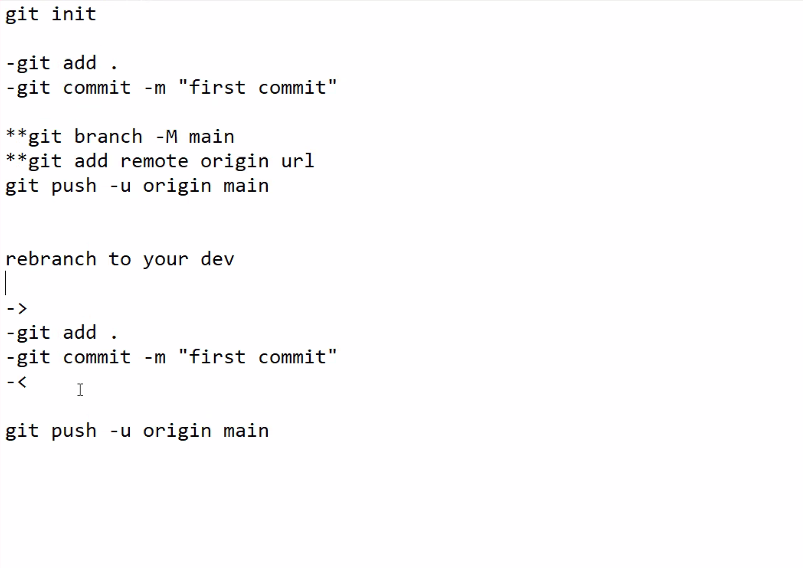 git init
-git add .
-git commit -m "first commit"
**git branch -M main
**git add remote origin url
git push -u origin main
rebranch to your dev
->
-git add .
-git commit -m "first commit"
-<
git push -u origin main